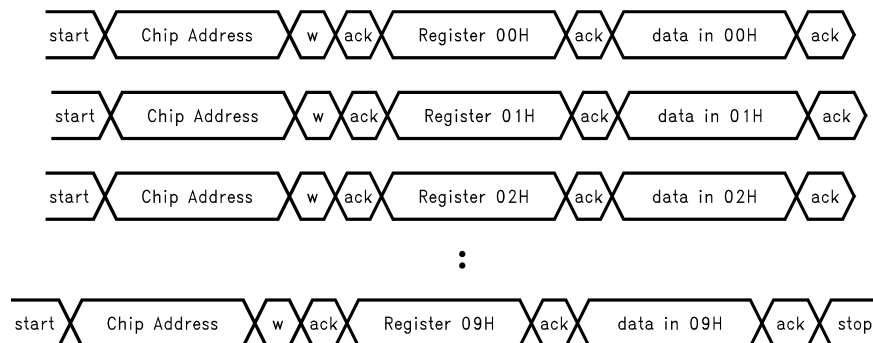 start Chip Address w ack Register 00H ack data in 00H ack
start Chip Address w ack Register 01H ack data in 01H ack
start Chip Address w ack Register 02H ack data in 02H ack
:
start Chip Address w ack Register 09H ack data in 09H ack stop